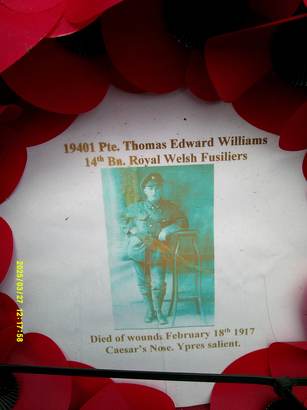 19401 Pte. Thomas Edward Williams
14th Bn. Royal Welsh Fusiliers
Died of wounds February 18th 1917
Caesar's Nose. Ypres salient.
2025/03/27 12:17:58